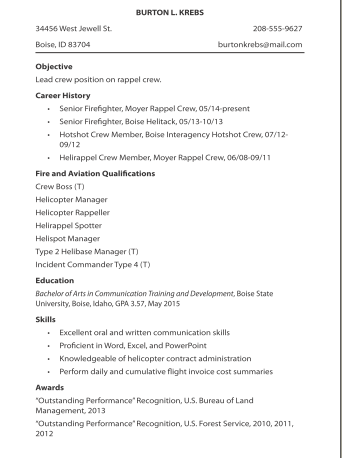 BURTON L. KREBS
34456 West Jewell St. 208-555-9627
Boise, ID 83704 burtonkrebs@mail.com
Objective
Lead crew position on rappel crew.
Career History
• Senior Firefighter, Moyer Rappel Crew, 05/14-present
• Senior Firefighter, Boise Helitack, 05/13-10/13
• Hotshot Crew Member, Boise Interagency Hotshot Crew, 07/12-
09/12
• Helirappel Crew Member, Moyer Rappel Crew, 06/08-09/11
Fire and Aviation Qualifications
Crew Boss (T)
Helicopter Manager
Helicopter Rappeller
Helirappel Spotter
Helispot Manager
Type 2 Helibase Manager (T)
Incident Commander Type 4 (T)
Education
Bachelor of Arts in Communication Training and Development, Boise State
University, Boise, Idaho, GPA 3.57, May 2015
Skills
• Excellent oral and written communication skills
• Proficient in Word, Excel, and PowerPoint
• Knowledgeable of helicopter contract administration
• Perform daily and cumulative flight invoice cost summaries
Awards
"Outstanding Performance" Recognition, U.S. Bureau of Land
Management, 2013
"Outstanding Performance" Recognition, U.S. Forest Service, 2010, 2011,
2012